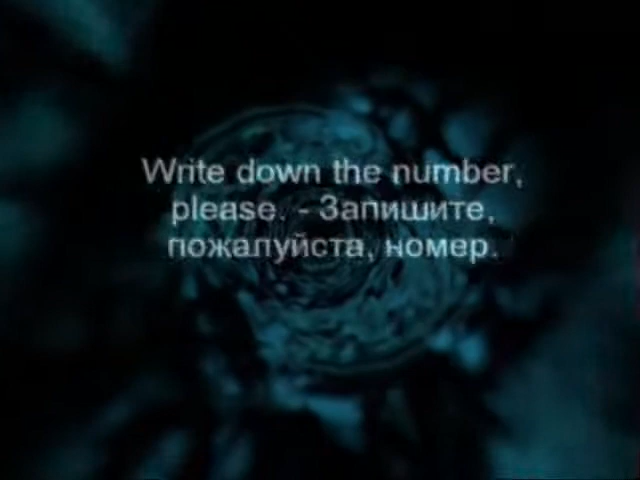 Write down the number,
please. - Запишите,
пожалуйста, номер.